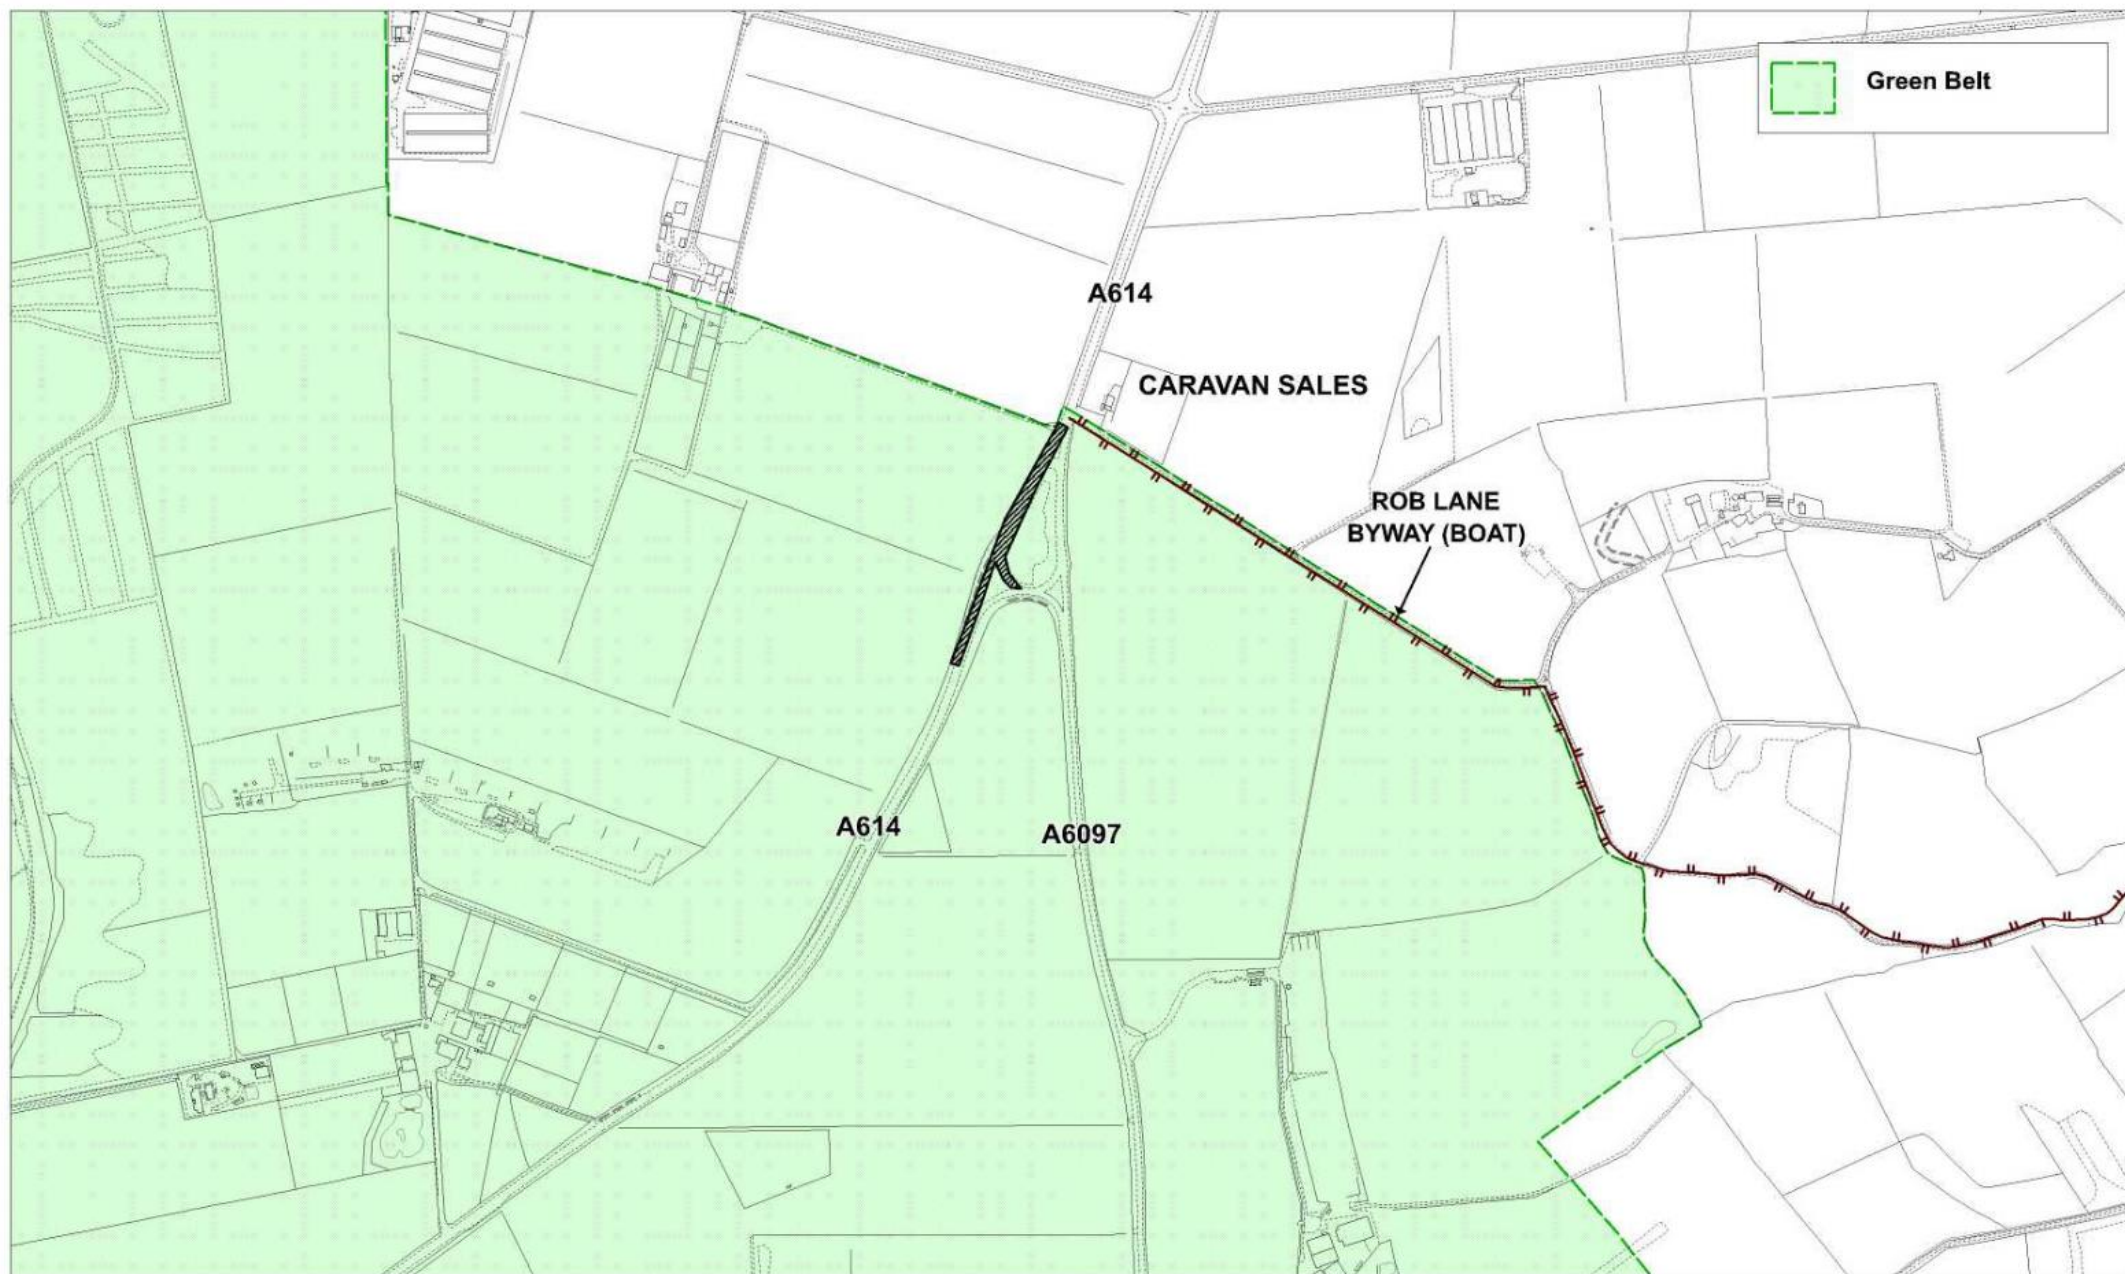 Green Belt
A614
CARAVAN SALES
ROB LANE
BYWAY (BOAT)
A614
A6097